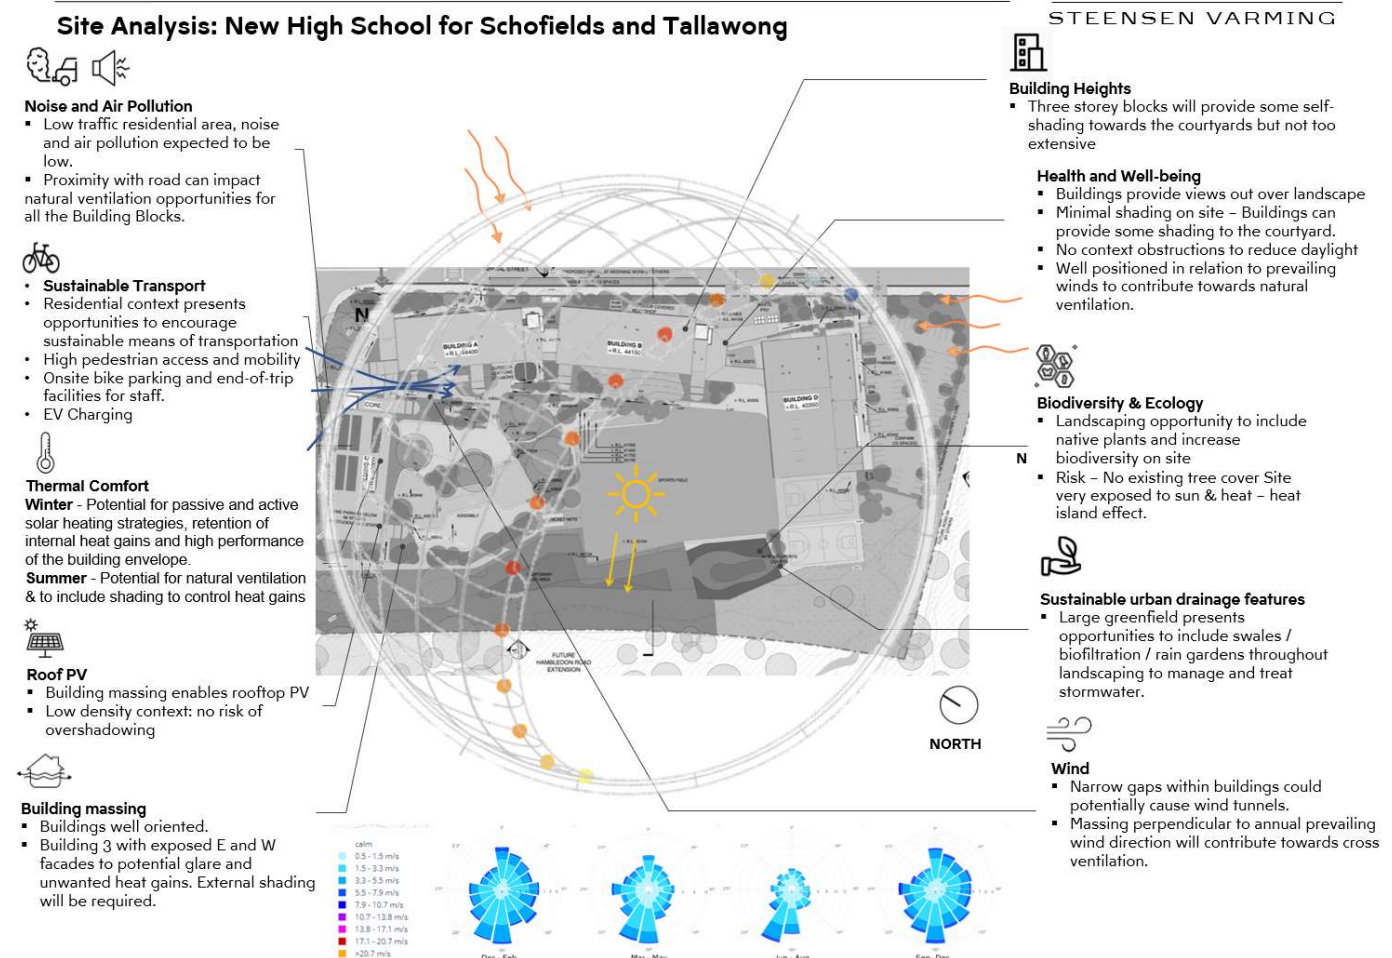 Site Analysis: New High School for Schofields and Tallawong
STEENSEN VARMING
Noise and Air Pollution
▪ Low traffic residential area, noise
and air pollution expected to be
low.
▪ Proximity with road can impact
natural ventilation opportunities for
all the Building Blocks.
• Sustainable Transport
• Residential context presents
opportunities to encourage
sustainable means of transportation
• High pedestrian access and mobility
• Onsite bike parking and end-of-trip
facilities for staff.
• EV Charging
Thermal Comfort
Winter - Potential for passive and active
solar heating strategies, retention of
internal heat gains and high performance
of the building envelope.
Summer - Potential for natural ventilation
& to include shading to control heat gains
Roof PV
▪ Building massing enables rooftop PV
▪ Low density context: no risk of
overshadowing
Building massing
▪ Buildings well oriented.
▪ Building 3 with exposed E and W
facades to potential glare and
unwanted heat gains. External shading
will be required.
N
BUILDING A
BUILDING B
BUILDING D
CORE
ASSEMBLY
SPORTS FIELD
FUTURE
HAMBLEDON ROAD
EXTENSION
N
NORTH
Building Heights
▪ Three storey blocks will provide some self-
shading towards the courtyards but not too
extensive
Health and Well-being
▪ Buildings provide views out over landscape
▪ Minimal shading on site – Buildings can
provide some shading to the courtyard.
▪ No context obstructions to reduce daylight
▪ Well positioned in relation to prevailing
winds to contribute towards natural
ventilation.
Biodiversity & Ecology
▪ Landscaping opportunity to include
native plants and increase
biodiversity on site
▪ Risk – No existing tree cover Site
very exposed to sun & heat – heat
island effect.
Sustainable urban drainage features
▪ Large greenfield presents
opportunities to include swales /
biofiltration / rain gardens throughout
landscaping to manage and treat
stormwater.
Wind
▪ Narrow gaps within buildings could
potentially cause wind tunnels.
▪ Massing perpendicular to annual prevailing
wind direction will contribute towards cross
ventilation.
calm
0.5 - 1.5 m/s
1.5 - 3.3 m/s
3.3 - 5.5 m/s
5.5 - 7.9 m/s
7.9 - 10.7 m/s
10.7 - 13.8 m/s
13.8 - 17.1 m/s
17.1 - 20.7 m/s
>20.7 m/s
Dec - Feb
Mar - May
Jun - Aug
Sep - Dec